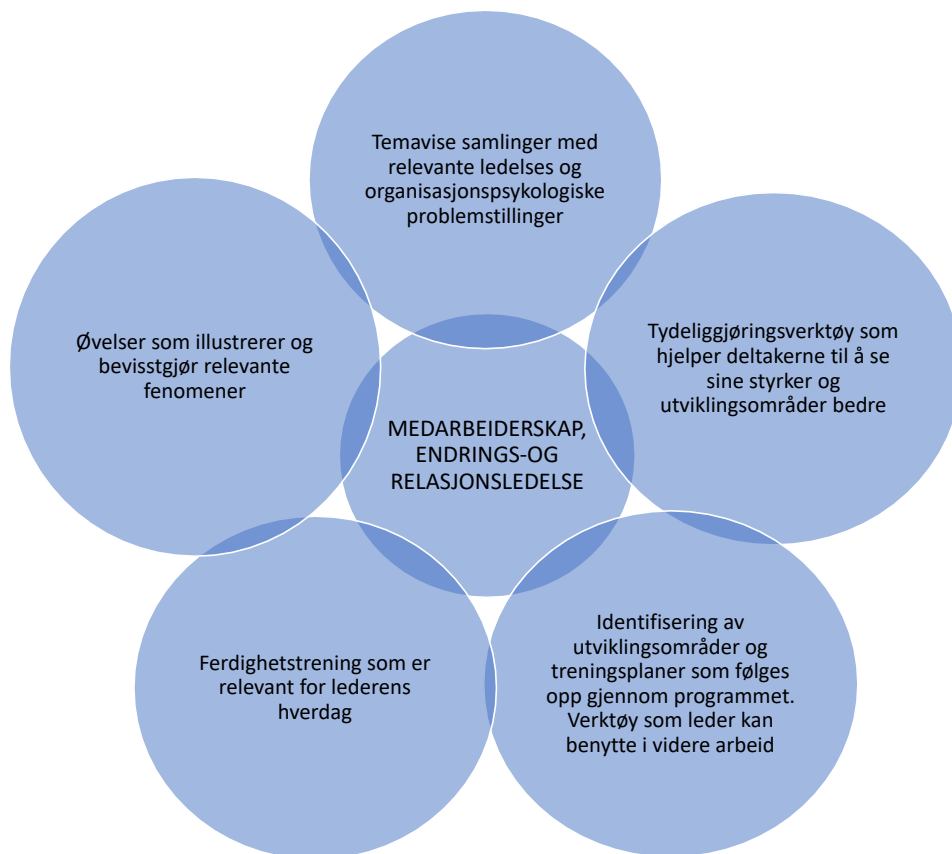 Temavise samlinger med
relevante ledelses og
organisasjonspsykologiske
problemstillinger
Øvelser som illustrerer og
bevisstgjør relevante
fenomener
Tydeliggjøringsverktøy som
hjelper deltakerne til å se
sine styrker og
utviklingsområder bedre
MEDARBEIDERSKAP,
ENDRINGS-OG
RELASJONSLEDELSE
Ferdighetstrening som er
relevant for lederens
hverdag
Identifisering av
utviklingsområder og
treningsplaner som følges
opp gjennom programmet.
Verktøy som leder kan
benytte i videre arbeid